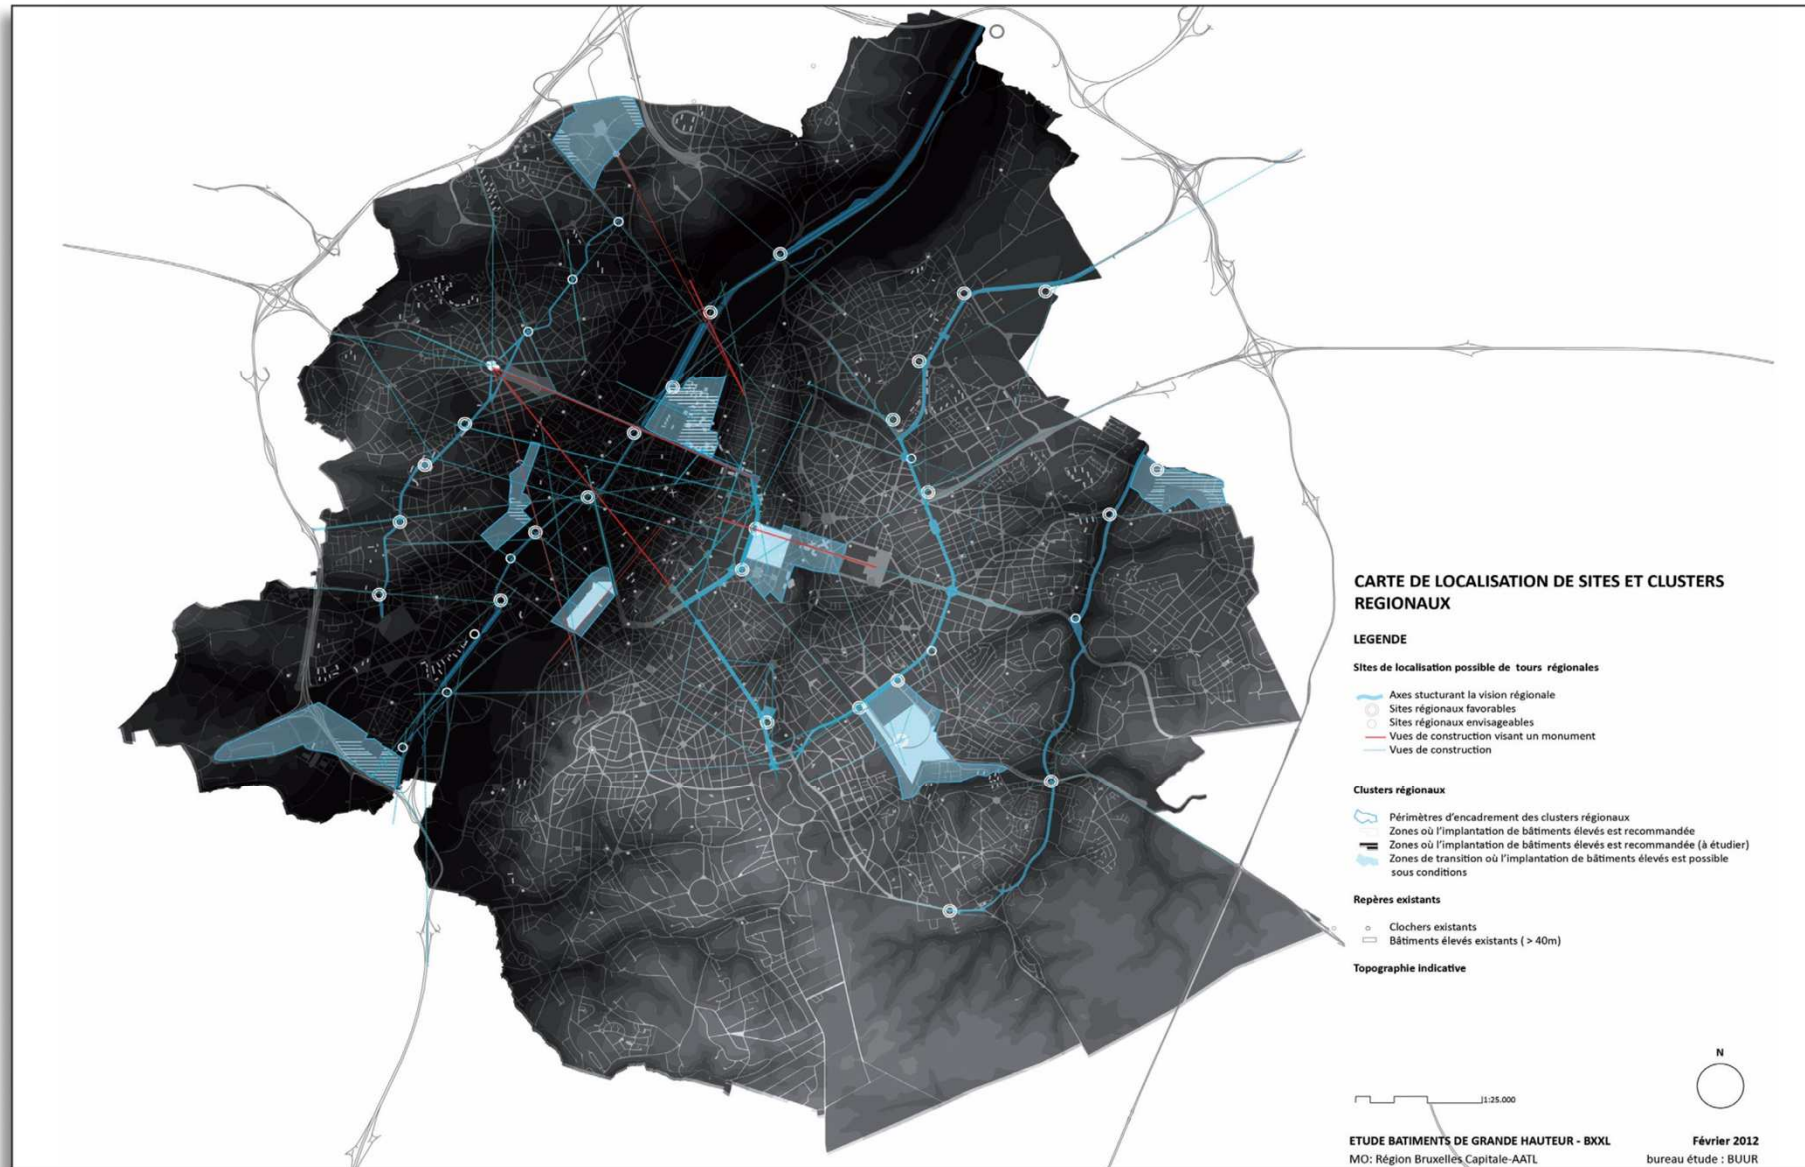 CARTE DE LOCALISATION DE SITES ET CLUSTERS
REGIONAUX
LEGENDE
Sites de localisation possible de tours régionales
Axes stucturant la vision régionale
Sites régionaux favorables
Sites régionaux envisageables
Vues de construction visant un monument
Vues de construction
Clusters régionaux
Périmètres d'encadrement des clusters régionaux
Zones où l'implantation de bâtiments élevés est recommandée
Zones où l'implantation de bâtiments élevés est recommandée (à étudier)
Zones de transition où l'implantation de bâtiments élevés est possible
sous conditions
Repères existants
Clochers existants
Bâtiments élevés existants ( > 40m)
Topographie indicative
N
1:25.000
ETUDE BATIMENTS DE GRANDE HAUTEUR - BXXL
Février 2012
MO: Région Bruxelles Capitale-AATL
bureau étude : BUUR